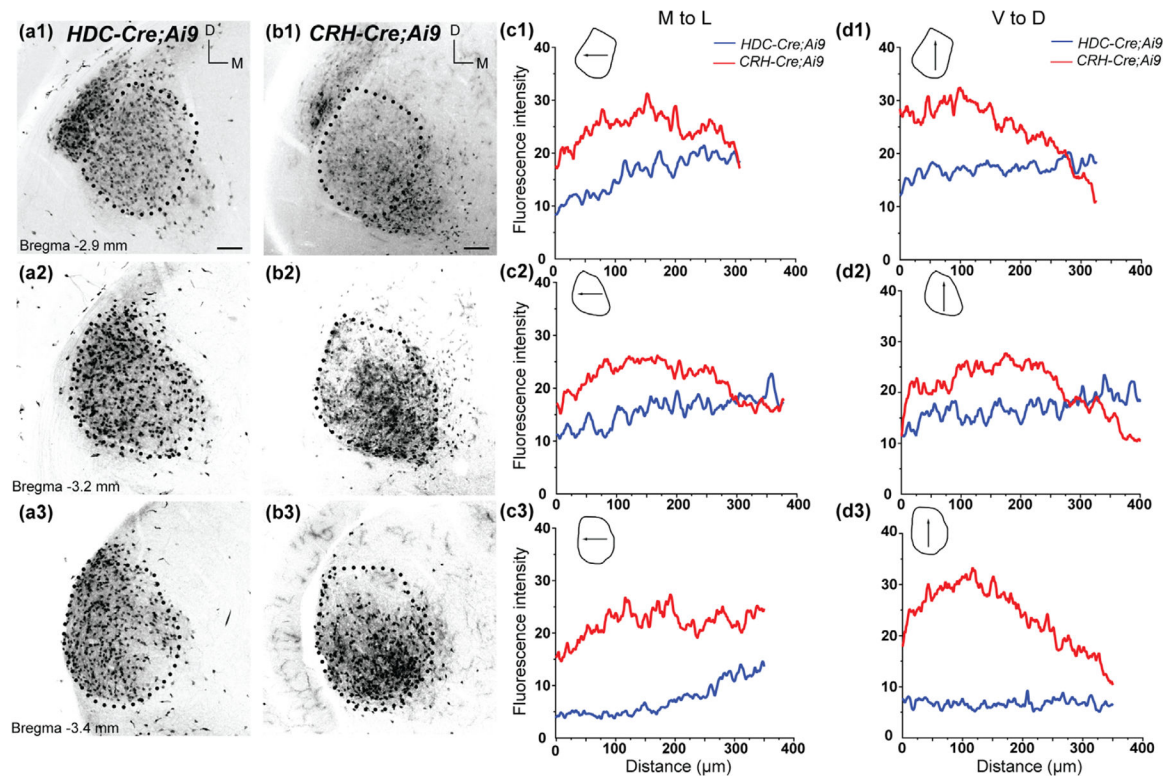 (a1) HDC-Cre;Ai9 D M
Bregma -2.9 mm
(b1) CRH-Cre;Ai9 D M
M to L
(c1)
HDC-Cre;Ai9
CRH-Cre;Ai9
Fluorescence intensity
40
30
20
10
0
0 100 200 300 400
V to D
(d1)
HDC-Cre;Ai9
CRH-Cre;Ai9
40
30
20
10
0
0 100 200 300 400
(a2)
Bregma -3.2 mm
(b2)
(c2)
Fluorescence intensity
40
30
20
10
0
0 100 200 300 400
(d2)
40
30
20
10
0
0 100 200 300 400
(a3)
Bregma -3.4 mm
(b3)
(c3)
Fluorescence intensity
40
30
20
10
0
0 100 200 300 400
Distance (µm)
(d3)
40
30
20
10
0
0 100 200 300 400
Distance (µm)